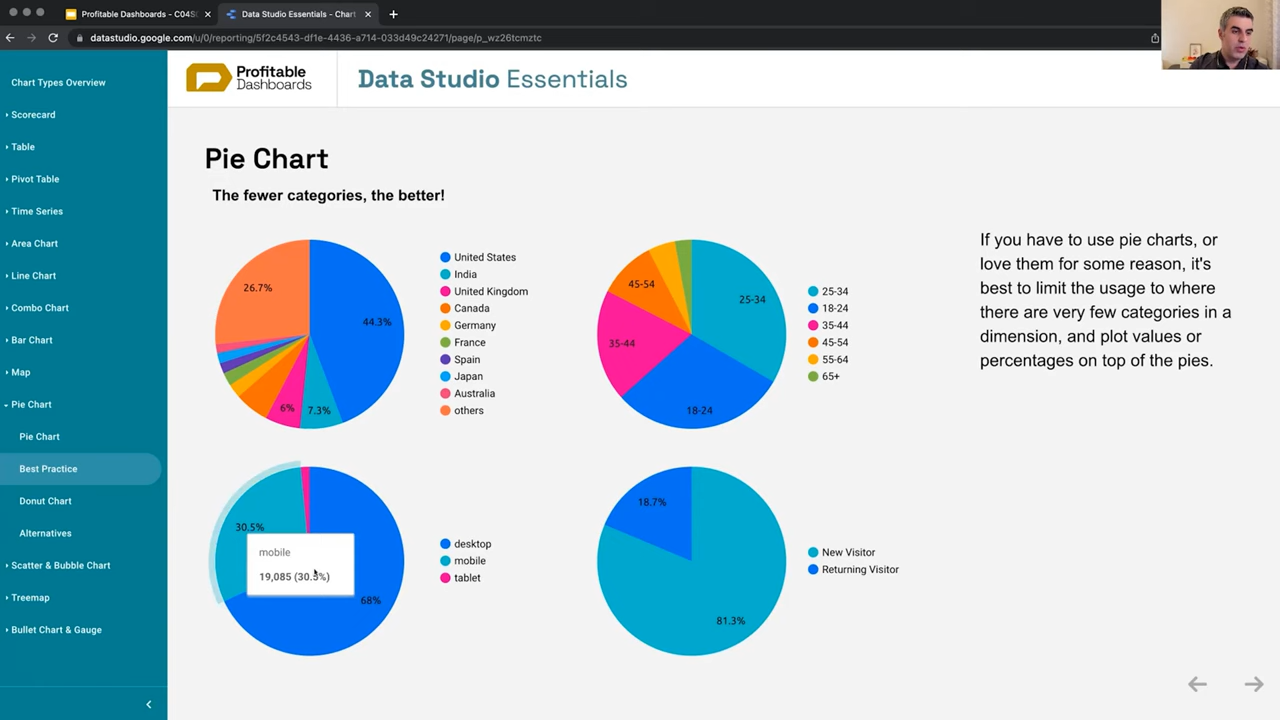 Profitable Dashboards - C04S0
Data Studio Essentials - Chart
datastudio.google.com/u/0/reporting/5f2c4543-df1e-4436-a714-033d49c24271/page/p_wz26tcmztc
Chart Types Overview
Scorecard
Table
Pivot Table
Time Series
Area Chart
Line Chart
Combo Chart
Bar Chart
Map
Pie Chart
Pie Chart
Best Practice
Donut Chart
Alternatives
Scatter & Bubble Chart
Treemap
Bullet Chart & Gauge
Profitable
Dashboards
Data Studio Essentials
Pie Chart
The fewer categories, the better!
26.7%
44.3%
6%
7.3%
United States
India
United Kingdom
Canada
Germany
France
Spain
Japan
Australia
others
45-54
25-34
35-44
18-24
25-34
18-24
35-44
45-54
55-64
65+
If you have to use pie charts, or
love them for some reason, it's
best to limit the usage to where
there are very few categories in a
dimension, and plot values or
percentages on top of the pies.
30.5%
mobile
19,085 (30.5%)
68%
desktop
mobile
tablet
18.7%
81.3%
New Visitor
Returning Visitor